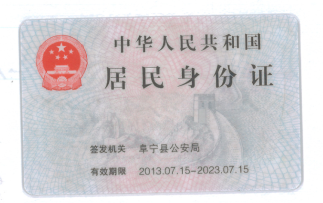 中华人民共和国
居民身份证
签发机关 阜宁县公安局
有效期限 2013.07.15-2023.07.15